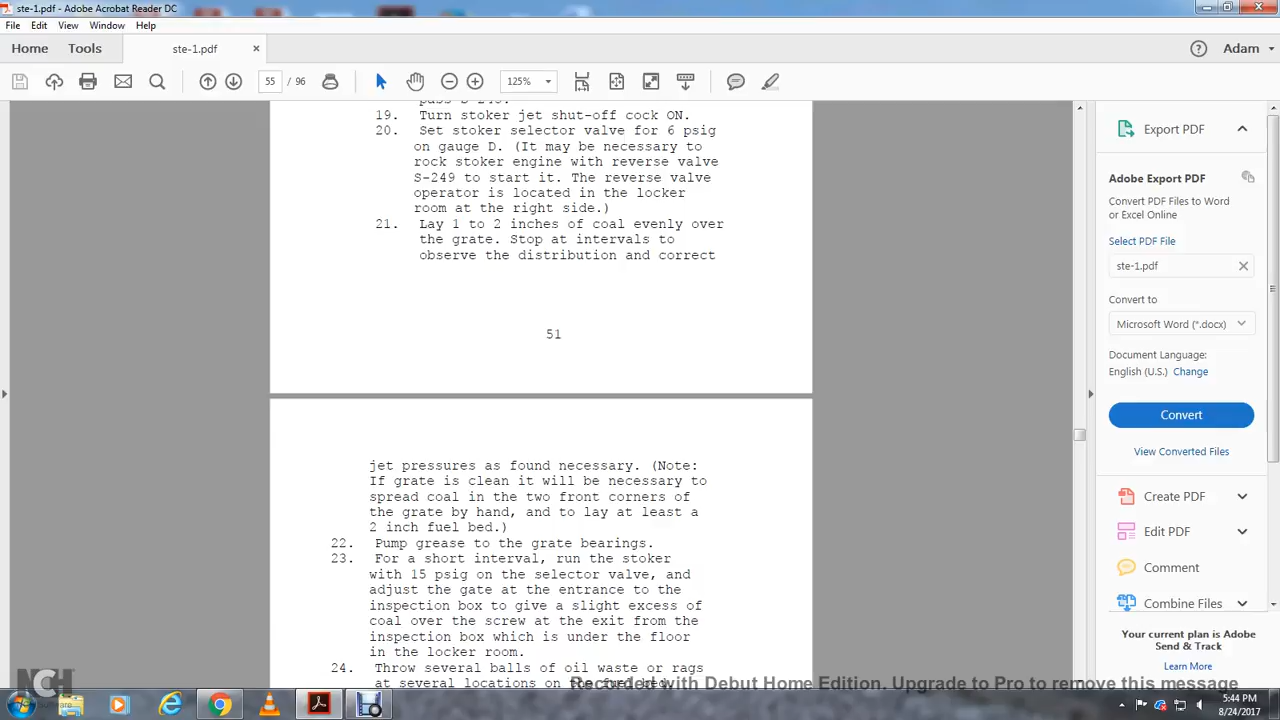 ste-1.pdf - Adobe Acrobat Reader DC
File Edit View Window Help
Home Tools ste-1.pdf × ? Adam
55 / 96 125%
pass S-248.
19. Turn stoker jet shut-off cock ON.
20. Set stoker selector valve for 6 psig
on gauge D. (It may be necessary to
rock stoker engine with reverse valve
S-249 to start it. The reverse valve
operator is located in the locker
room at the right side.)
21. Lay 1 to 2 inches of coal evenly over
the grate. Stop at intervals to
observe the distribution and correct
51
jet pressures as found necessary. (Note:
If grate is clean it will be necessary to
spread coal in the two front corners of
the grate by hand, and to lay at least a
2 inch fuel bed.)
22. Pump grease to the grate bearings.
23. For a short interval, run the stoker
with 15 psig on the selector valve, and
adjust the gate at the entrance to the
inspection box to give a slight excess of
coal over the screw at the exit from the
inspection box which is under the floor
in the locker room.
24. Throw several balls of oil waste or rags
at several locations on the fuel bed,
Export PDF
Adobe Export PDF
Convert PDF Files to Word
or Excel Online
Select PDF File
ste-1.pdf
Convert to
Microsoft Word (*.docx)
Document Language:
English (U.S.) Change
Convert
View Converted Files
Create PDF
Edit PDF
Comment
Combine Files
Your current plan is Adobe
Send & Track
Learn More
NCH
Software
Recorded with Debut Home Edition. Upgrade to Pro to remove this message
5:44 PM
8/24/2017